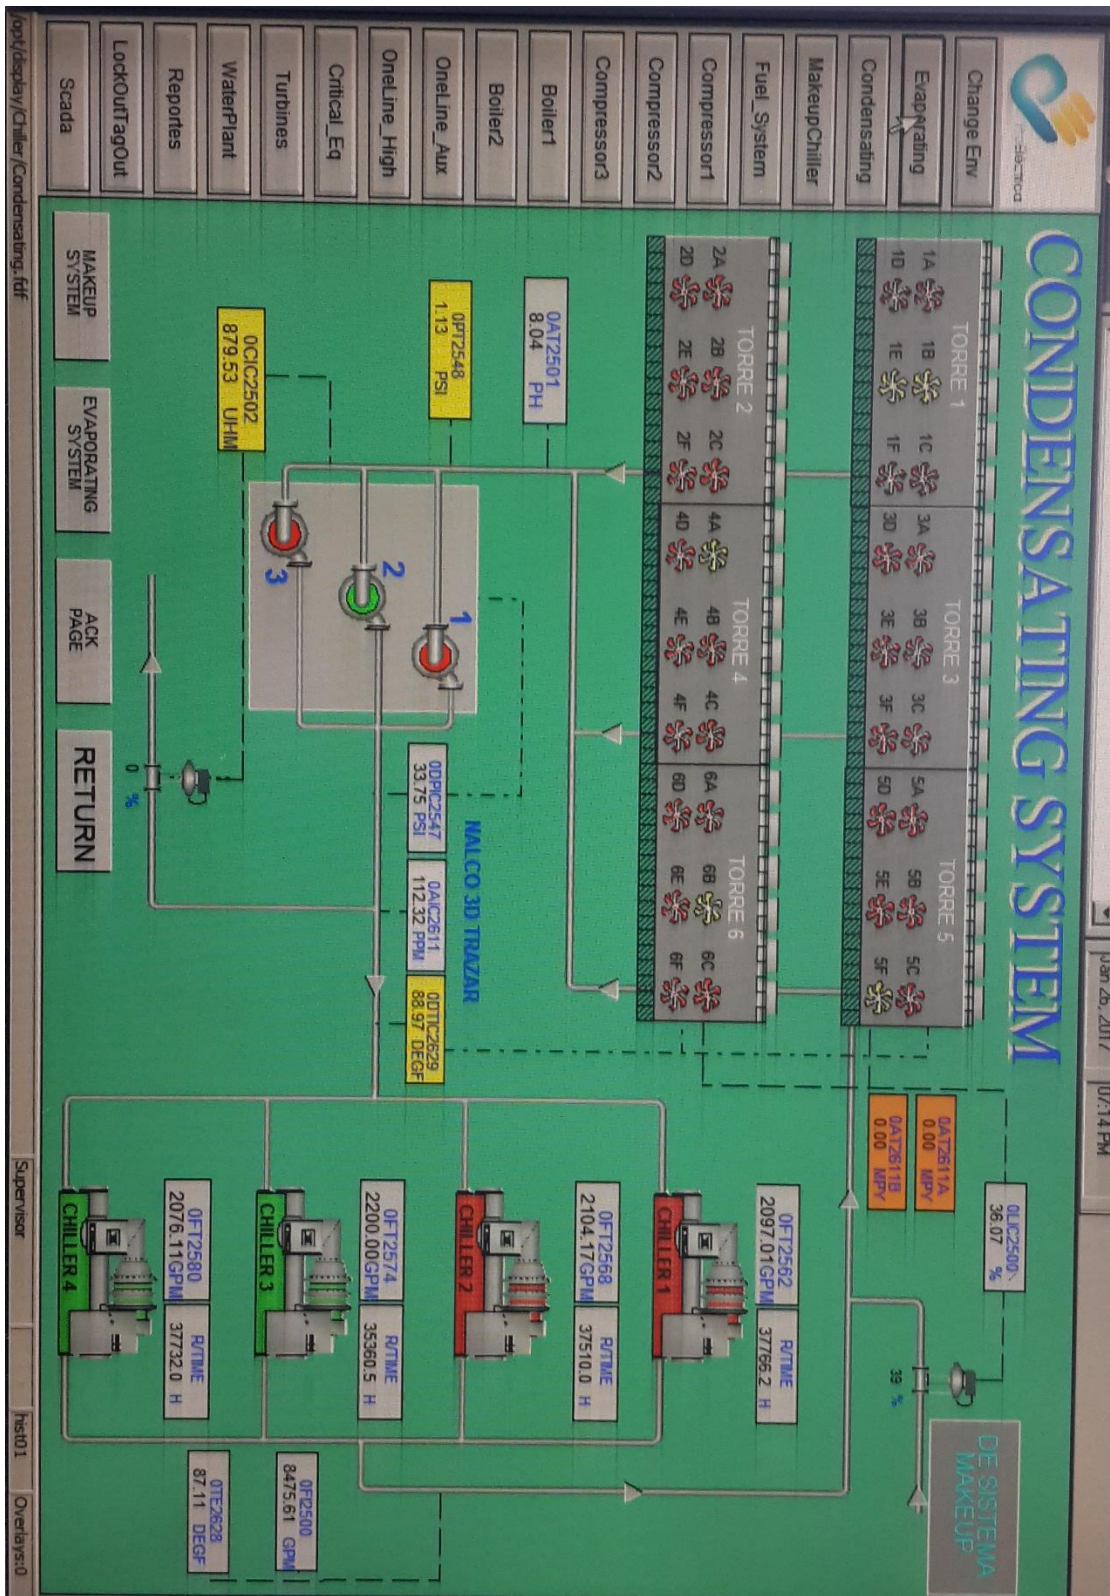 Jan 26, 2017
07:14 PM
Electrica
Change Env
Evaporating
Condensating
MakeupChiller
Fuel_System
Compressor1
Compressor2
Compressor3
Boiler1
Boiler2
OneLine_Aux
OneLine_High
Critical_Eq
Turbines
WaterPlant
Reportes
LockOutTagOut
Scada
CONDENSATING SYSTEM
TORRE 1
TORRE 3
TORRE 5
1A 1B 1C 3A 3B 3C 5A 5B 5C
1D 1E 1F 3D 3E 3F 5D 5E 5F
TORRE 2
TORRE 4
TORRE 6
2A 2B 2C 4A 4B 4C 6A 6B 6C
2D 2E 2F 4D 4E 4F 6D 6E 6F
0LIC2500
36.07 %
0AT2611A
0.00 MPY
0AT2611B
0.00 MPY
39 %
DE SISTEMA
MAKEUP
0AT2501
8.04 PH
0PT2548
1.13 PSI
0CIC2502
879.53 UHM
1
2
3
NALCO 3D TRAZAR
0DPIC2547
33.75 PSI
0AIC2611
112.32 PPM
0DTIC2629
88.97 DEGF
0 %
0FT2562
2097.01GPM
R/TIME
37766.2 H
CHILLER 1
0FT2568
2104.17GPM
R/TIME
37510.0 H
CHILLER 2
0FT2574
2200.00GPM
R/TIME
35360.5 H
CHILLER 3
0FT2580
2076.11GPM
R/TIME
37732.0 H
CHILLER 4
0FI2500
8475.61 GPM
0TE2628
87.11 DEGF
MAKEUP
SYSTEM
EVAPORATING
SYSTEM
ACK
PAGE
RETURN
/opt/display/Chiller/Condensating.fdf
Supervisor
hist01
Overlays:0